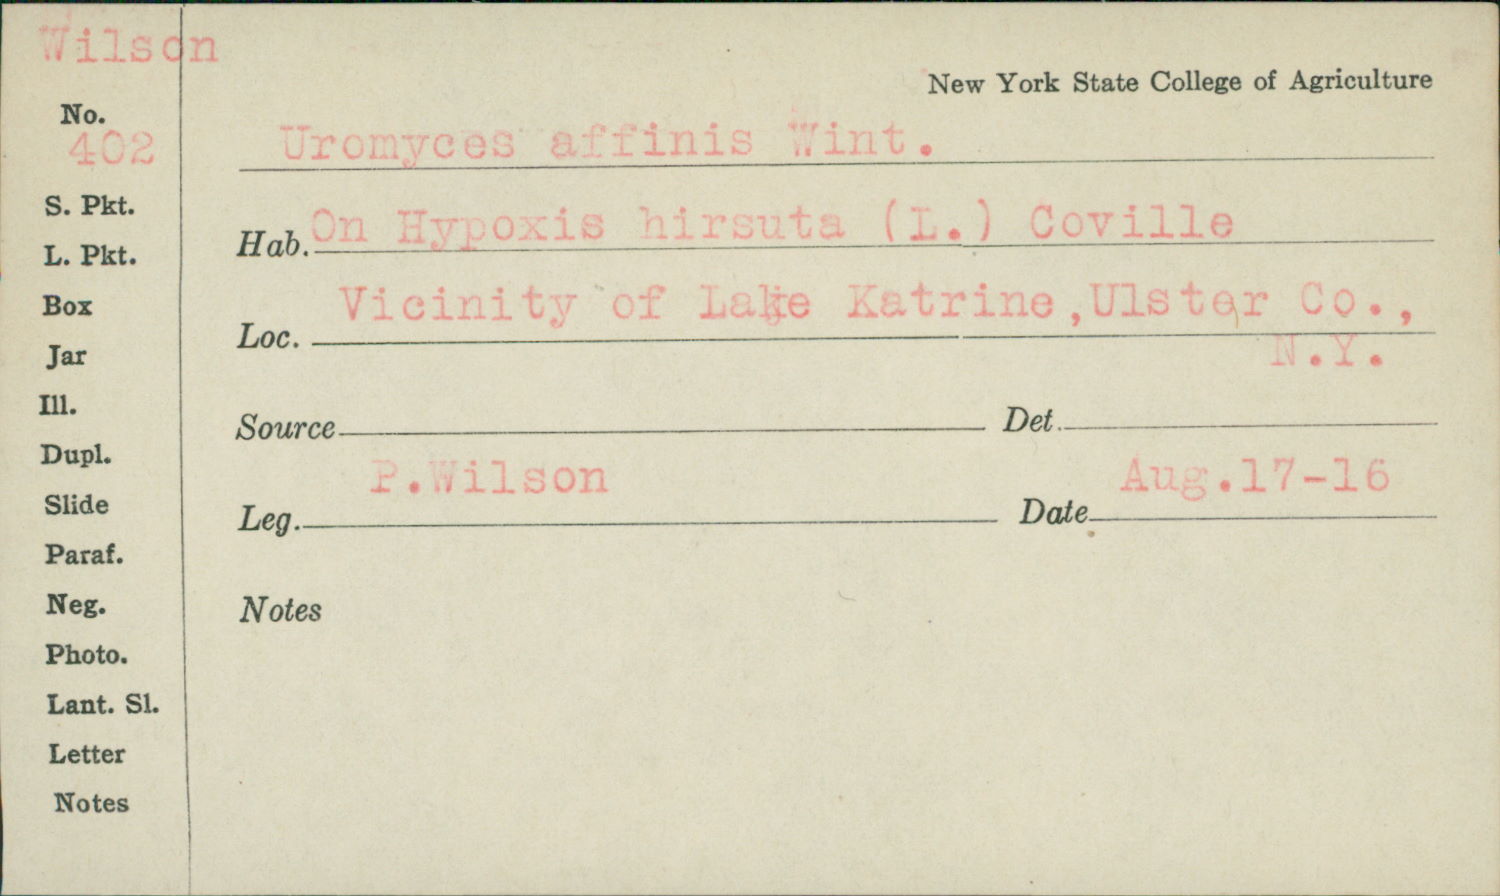 Wilson
New York State College of Agriculture
No.
402
Uromyces affinis Wint.
S. Pkt.
Hab. On Hypoxis hirsuta (L.) Coville
L. Pkt.
Box
Loc. Vicinity of Lake Katrine,Ulster Co.,
N.Y.
Jar
Ill.
Source Det.
Dupl.
Slide
Leg. P.Wilson Date Aug.17-16
Paraf.
Neg.
Notes
Photo.
Lant. Sl.
Letter
Notes